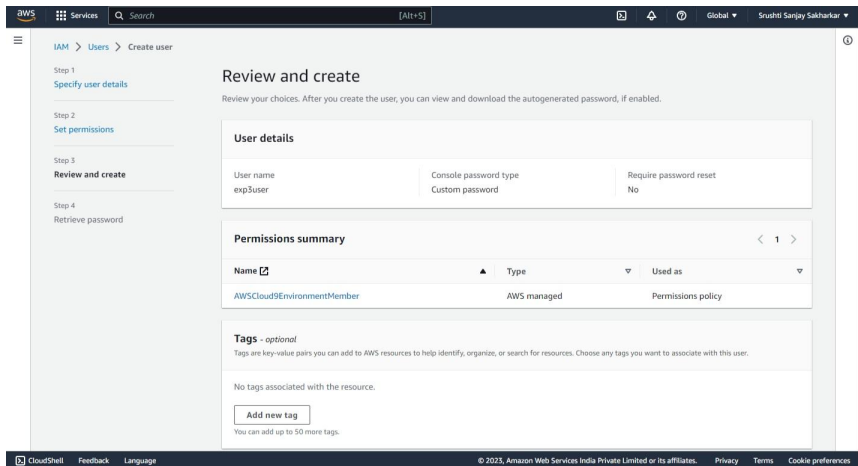 aws Services Search [Alt+S] Global ▼ Srushti Sanjay Sakharkar ▼
IAM > Users > Create user
Step 1
Specify user details
Step 2
Set permissions
Step 3
Review and create
Step 4
Retrieve password
Review and create
Review your choices. After you create the user, you can view and download the autogenerated password, if enabled.
User details
User name Console password type Require password reset
exp3user Custom password No
Permissions summary < 1 >
Name Type Used as
AWSCloud9EnvironmentMember AWS managed Permissions policy
Tags - optional
Tags are key-value pairs you can add to AWS resources to help identify, organize, or search for resources. Choose any tags you want to associate with this user.
No tags associated with the resource.
Add new tag
You can add up to 50 more tags.
CloudShell Feedback Language © 2023, Amazon Web Services India Private Limited or its affiliates. Privacy Terms Cookie preferences